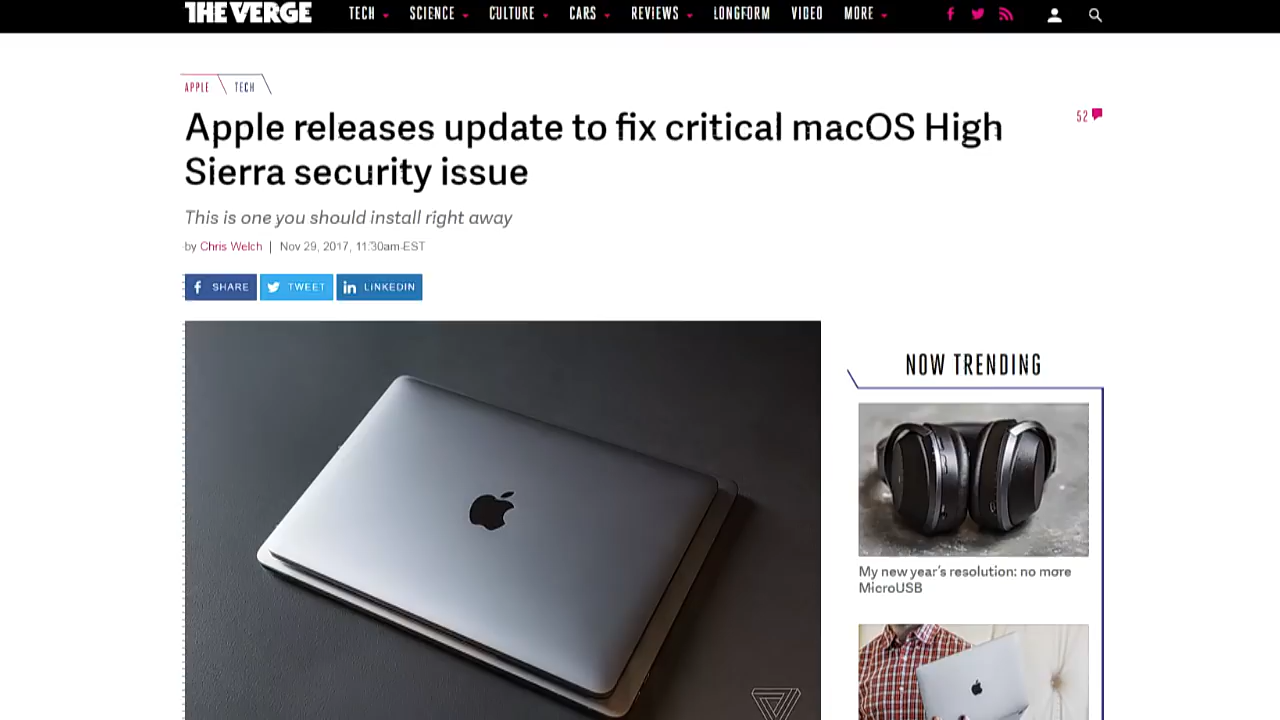 THE VERGE
TECH SCIENCE CULTURE CARS REVIEWS LONGFORM VIDEO MORE
APPLE TECH
Apple releases update to fix critical macOS High
Sierra security issue
52
This is one you should install right away
by Chris Welch | Nov 29, 2017, 11:30am EST
SHARE TWEET LINKEDIN
NOW TRENDING
My new year's resolution: no more
MicroUSB